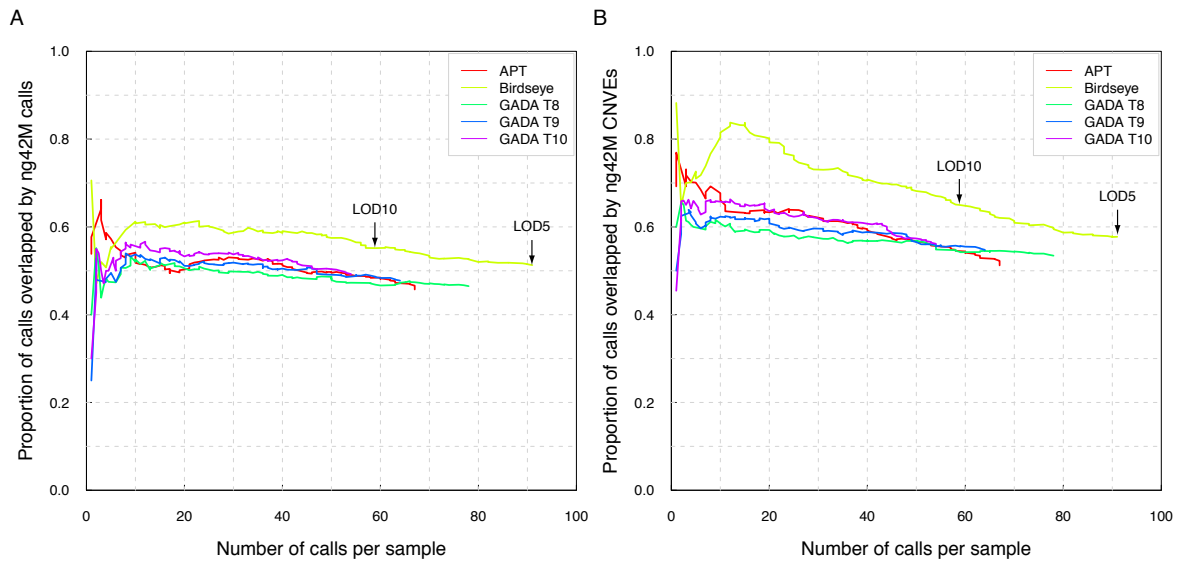 A
Proportion of calls overlapped by ng42M calls
1.0
0.8
0.6
0.4
0.2
0.0
APT
Birdseye
GADA T8
GADA T9
GADA T10
LOD10
LOD5
0 20 40 60 80 100
Number of calls per sample
B
Proportion of calls overlapped by ng42M CNVEs
1.0
0.8
0.6
0.4
0.2
0.0
APT
Birdseye
GADA T8
GADA T9
GADA T10
LOD10
LOD5
0 20 40 60 80 100
Number of calls per sample